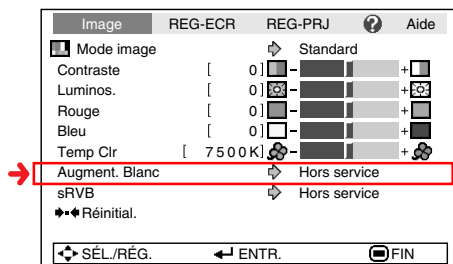 Image REG-ECR REG-PRJ ? Aide
Mode image Standard
Contraste [ 0] - +
Luminos. [ 0] - +
Rouge [ 0] - +
Bleu [ 0] - +
Temp Clr [ 7500K] - +
Augment. Blanc Hors service
sRVB Hors service
Réinitial.
SÉL./RÉG. ENTR. FIN